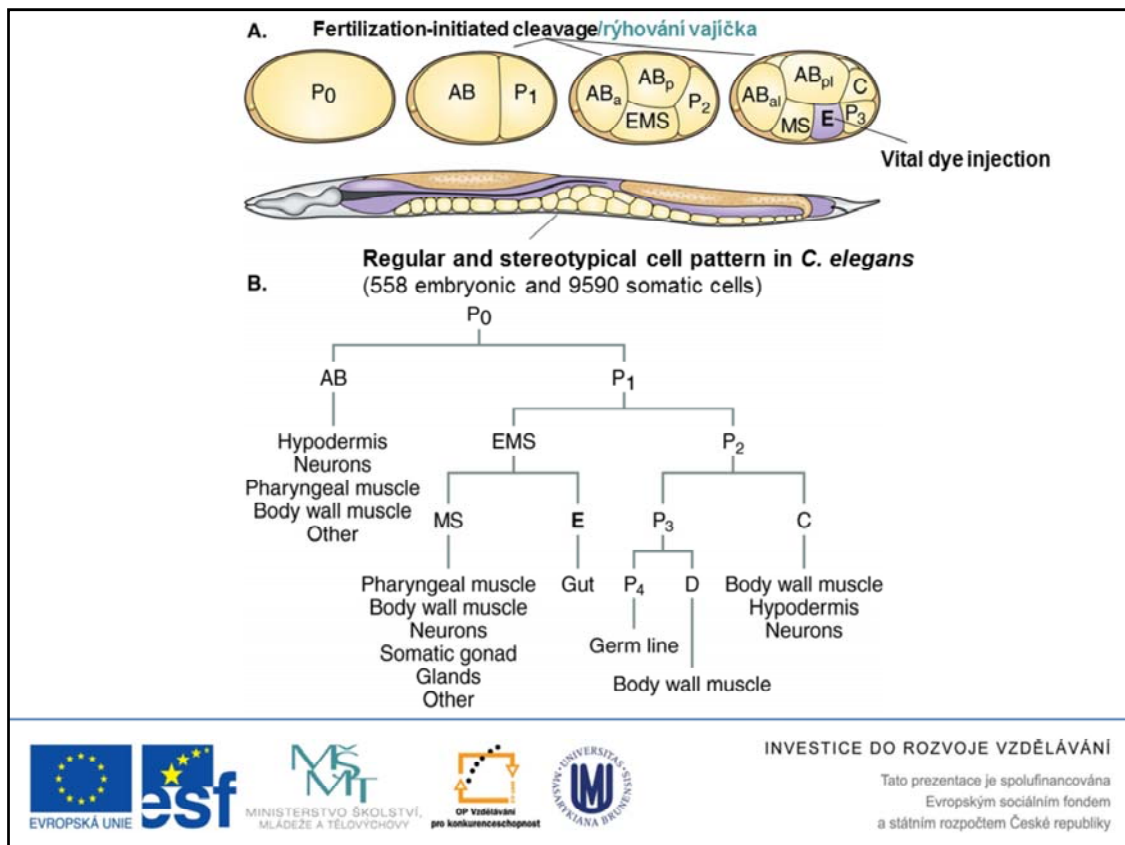 A. Fertilization-initiated cleavage/rýhování vajíčka
P0
AB P1
ABa ABp EMS P2
ABal ABpl MS E C P3
Vital dye injection
Regular and stereotypical cell pattern in C. elegans
B. (558 embryonic and 9590 somatic cells)
P0
AB P1
Hypodermis
Neurons
Pharyngeal muscle
Body wall muscle
Other
EMS P2
MS E P3 C
Pharyngeal muscle
Body wall muscle
Neurons
Somatic gonad
Glands
Other
Gut
P4 D
Germ line
Body wall muscle
Body wall muscle
Hypodermis
Neurons
EVROPSKÁ UNIE
esf
MŠMT
MINISTERSTVO ŠKOLSTVÍ,
MLÁDEŽE A TĚLOVÝCHOVY
OP Vzdělávání
pro konkurenceschopnost
UNIVERSITAS
MASARYKIANA BRUNENSIS
INVESTICE DO ROZVOJE VZDĚLÁVÁNÍ
Tato prezentace je spolufinancována
Evropským sociálním fondem
a státním rozpočtem České republiky